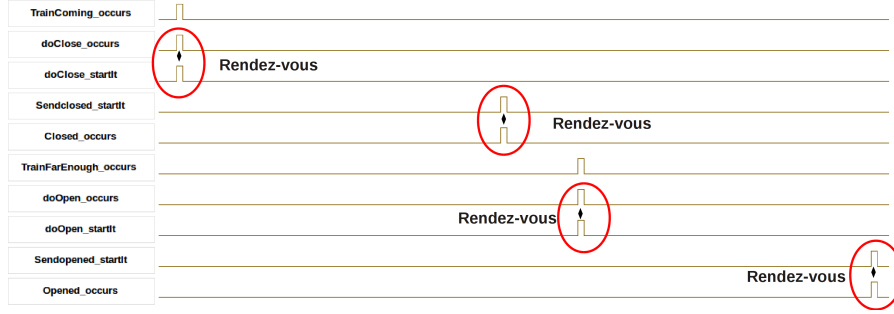 TrainComing_occurs
doClose_occurs
Rendez-vous
doClose_startIt
Sendclosed_startIt
Rendez-vous
Closed_occurs
TrainFarEnough_occurs
doOpen_occurs
Rendez-vous
doOpen_startIt
Sendopened_startIt
Rendez-vous
Opened_occurs